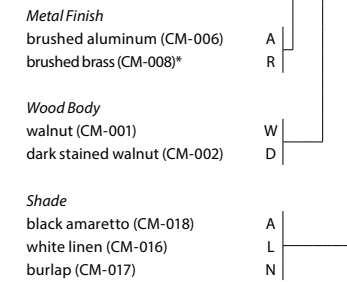 Metal Finish
brushed aluminum (CM-006) A
brushed brass (CM-008)* R
Wood Body
walnut (CM-001) W
dark stained walnut (CM-002) D
Shade
black amaretto (CM-018) A
white linen (CM-016) L
burlap (CM-017) N